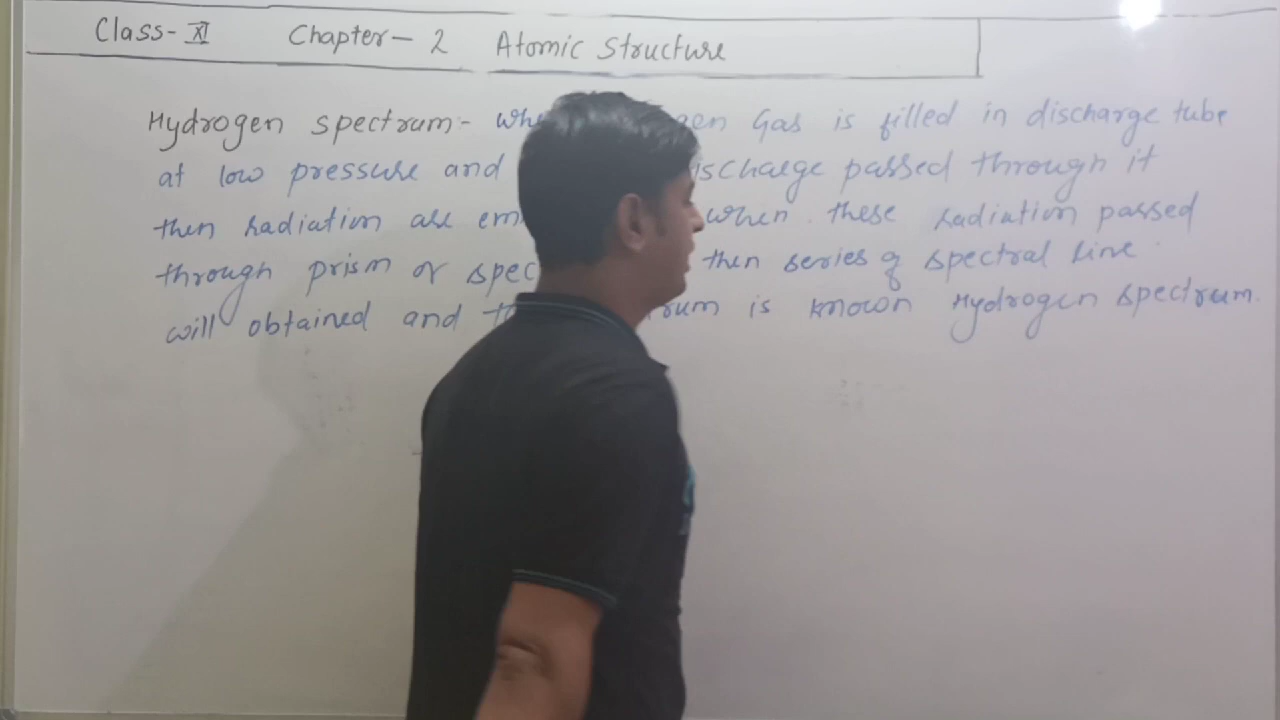 Class- XI Chapter- 2 Atomic Structure
Hydrogen spectrum- Gas is filled in discharge tube
at low pressure and passed through it
then radiation are when these radiation passed
through prism or then series of spectral line
will obtained and is known Hydrogen spectrum.